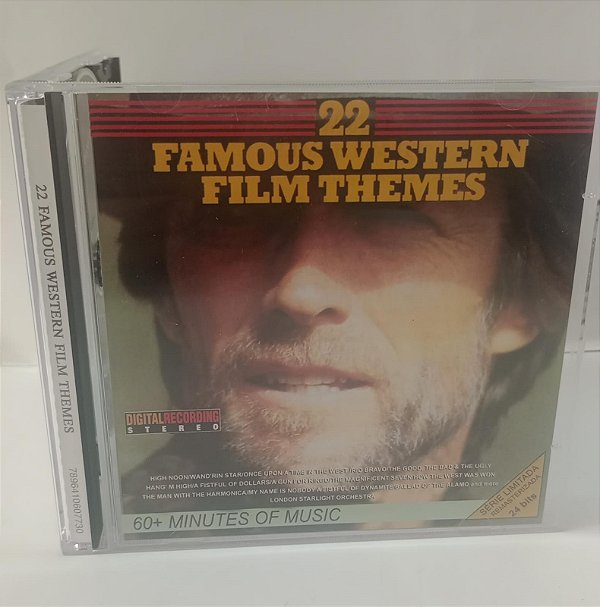 22
FAMOUS WESTERN
FILM THEMES
22 FAMOUS WESTERN FILM THEMES
7896410607730
DIGITAL RECORDING
STEREO
HIGH NOON/WAND'RIN STAR/ONCE UPON A TIME IN THE WEST/RIO BRAVO/THE GOOD, THE BAD & THE UGLY
HANG' M HIGH/A FISTFUL OF DOLLARS/A GUN FOR RINGO/THE MAGNIFICENT SEVEN/HOW THE WEST WAS WON
THE MAN WITH THE HARMONICA/MY NAME IS NOBODY/A FISTFUL OF DYNAMITE/BALLAD OF THE ALAMO and more
LONDON STARLIGHT ORCHESTRA
60+ MINUTES OF MUSIC
SÉRIE LIMITADA
REMASTERIZADA
24 bits